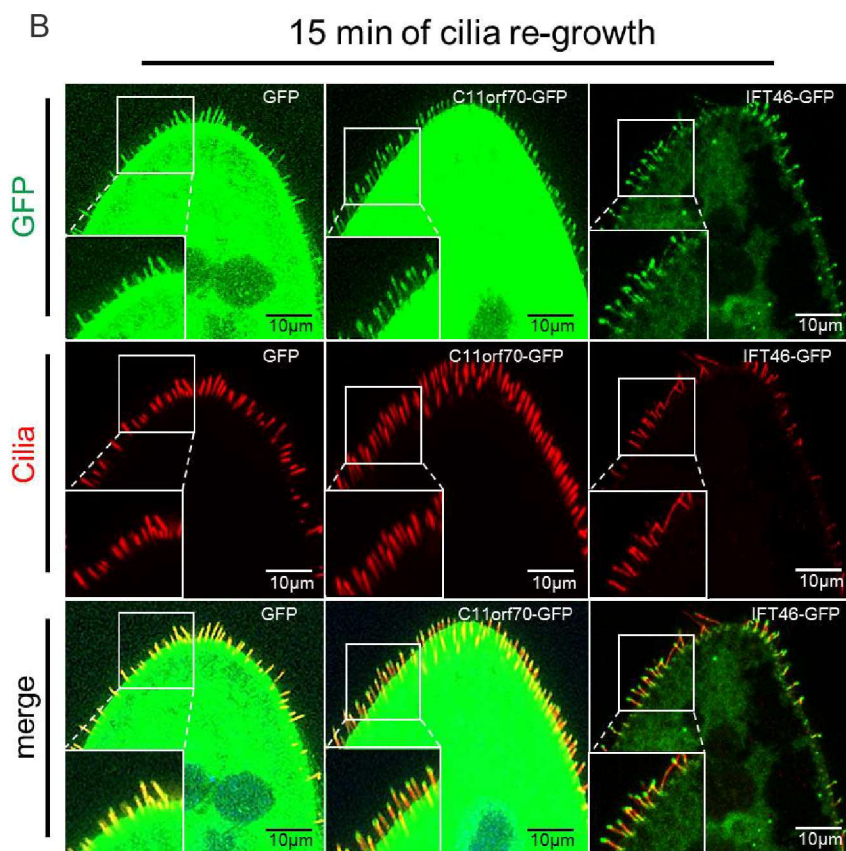 B
15 min of cilia re-growth
GFP
GFP
C11orf70-GFP
IFT46-GFP
10µm
10µm
10µm
Cilia
GFP
C11orf70-GFP
IFT46-GFP
10µm
10µm
10µm
merge
GFP
C11orf70-GFP
IFT46-GFP
10µm
10µm
10µm